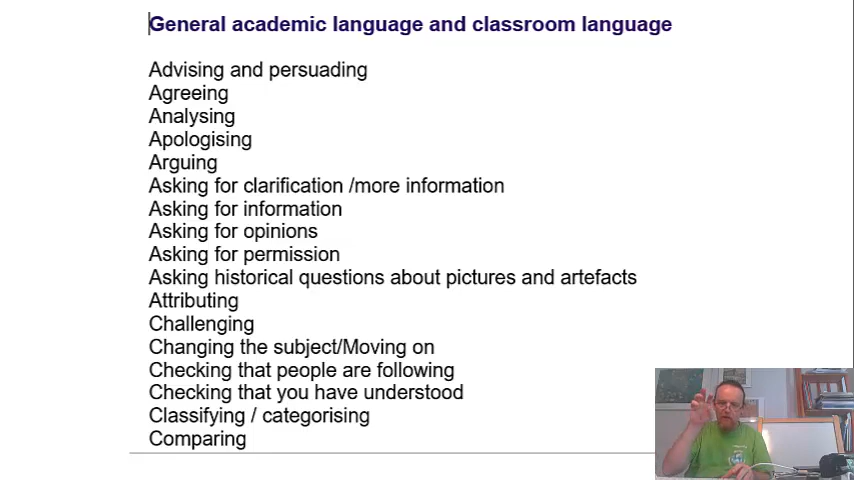 General academic language and classroom language
Advising and persuading
Agreeing
Analysing
Apologising
Arguing
Asking for clarification /more information
Asking for information
Asking for opinions
Asking for permission
Asking historical questions about pictures and artefacts
Attributing
Challenging
Changing the subject/Moving on
Checking that people are following
Checking that you have understood
Classifying / categorising
Comparing